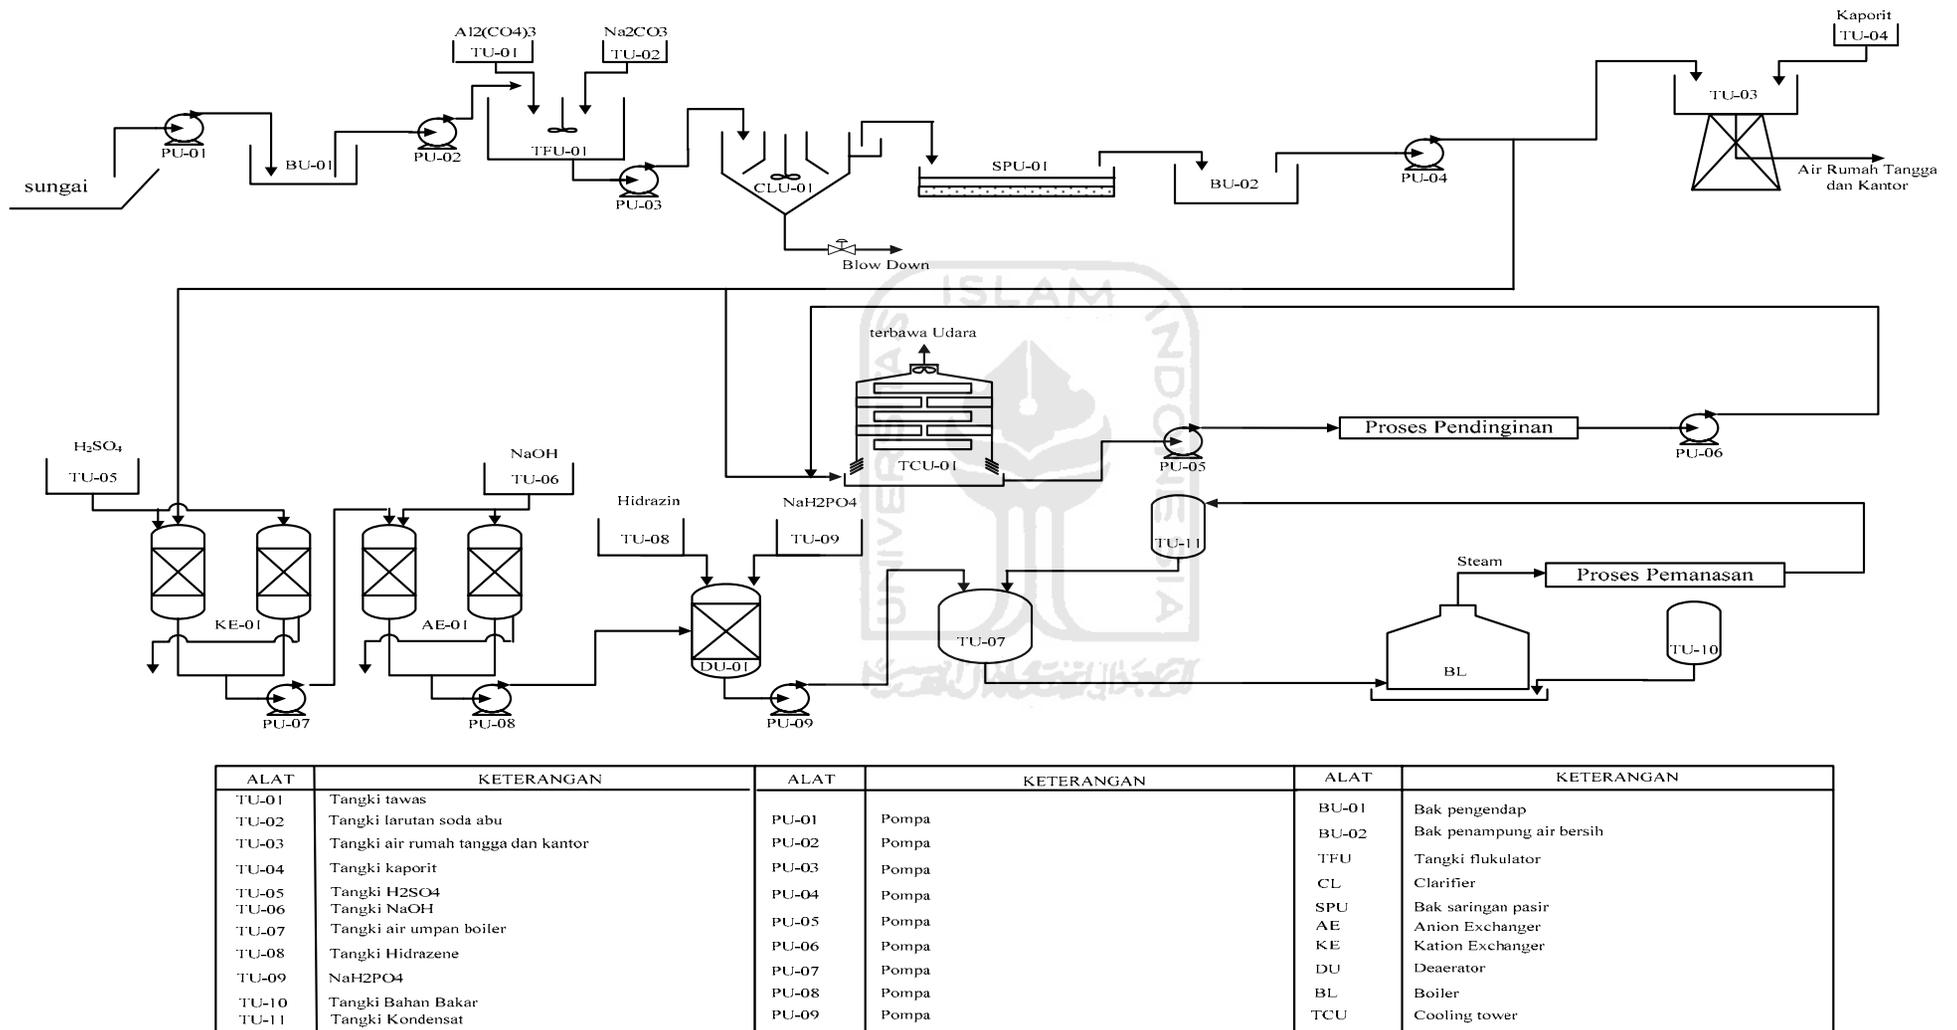 Kaporit
TU-04
Al2(CO4)3
TU-01
Na2CO3
TU-02
TU-03
PU-01
BU-01
PU-02
TFU-01
PU-03
CLU-01
SPU-01
BU-02
PU-04
Air Rumah Tangga
dan Kantor
sungai
Blow Down
UNIVERSITAS
ISLAM
INDONESIA
terbawa Udara
TCU-01
PU-05
Proses Pendinginan
PU-06
H₂SO₄
TU-05
NaOH
TU-06
Hidrazin
TU-08
NaH2PO4
TU-09
TU-11
Steam
Proses Pemanasan
KE-01
AE-01
DU-01
TU-07
BL
TU-10
PU-07
PU-08
PU-09
ALAT KETERANGAN
TU-01 Tangki tawas
TU-02 Tangki larutan soda abu
TU-03 Tangki air rumah tangga dan kantor
TU-04 Tangki kaporit
TU-05 Tangki H2SO4
TU-06 Tangki NaOH
TU-07 Tangki air umpan boiler
TU-08 Tangki Hidrazene
TU-09 NaH2PO4
TU-10 Tangki Bahan Bakar
TU-11 Tangki Kondensat
ALAT KETERANGAN
PU-01 Pompa
PU-02 Pompa
PU-03 Pompa
PU-04 Pompa
PU-05 Pompa
PU-06 Pompa
PU-07 Pompa
PU-08 Pompa
PU-09 Pompa
ALAT KETERANGAN
BU-01 Bak pengendap
BU-02 Bak penampung air bersih
TFU Tangki flukulator
CL Clarifier
SPU Bak saringan pasir
AE Anion Exchanger
KE Kation Exchanger
DU Deaerator
BL Boiler
TCU Cooling tower